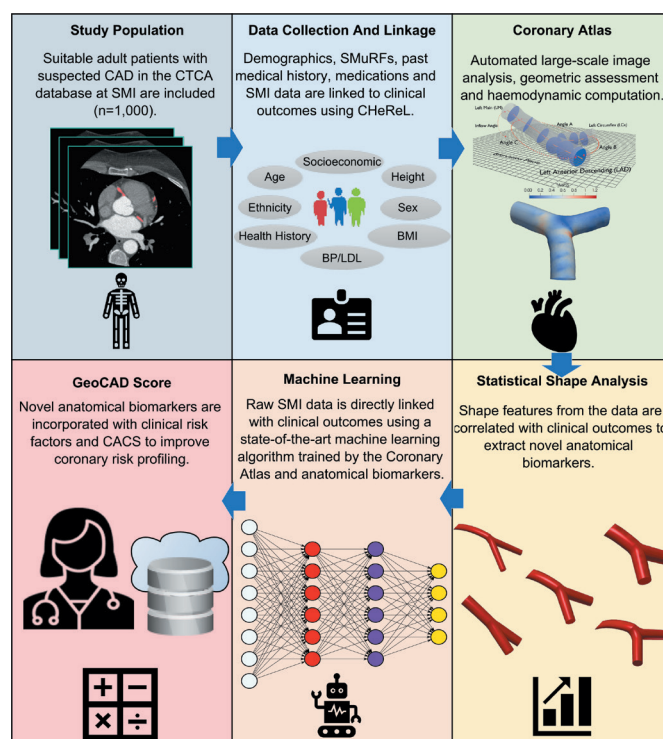 Study Population
Suitable adult patients with
suspected CAD in the CTCA
database at SMI are included
(n=1,000).
Data Collection And Linkage
Demographics, SMuRFs, past
medical history, medications and
SMI data are linked to clinical
outcomes using CHeReL.
Socioeconomic
Age
Height
Ethnicity
Sex
Health History
BMI
BP/LDL
Coronary Atlas
Automated large-scale image
analysis, geometric assessment
and haemodynamic computation.
Left Main (LM)
Angle A
Left Circumflex (LCx)
Inflow Angle
Angle C
Angle B
Left Anterior Descending (LAD)
GeoCAD Score
Novel anatomical biomarkers are
incorporated with clinical risk
factors and CACS to improve
coronary risk profiling.
Machine Learning
Raw SMI data is directly linked
with clinical outcomes using a
state-of-the-art machine learning
algorithm trained by the Coronary
Atlas and anatomical biomarkers.
Statistical Shape Analysis
Shape features from the data are
correlated with clinical outcomes to
extract novel anatomical
biomarkers.